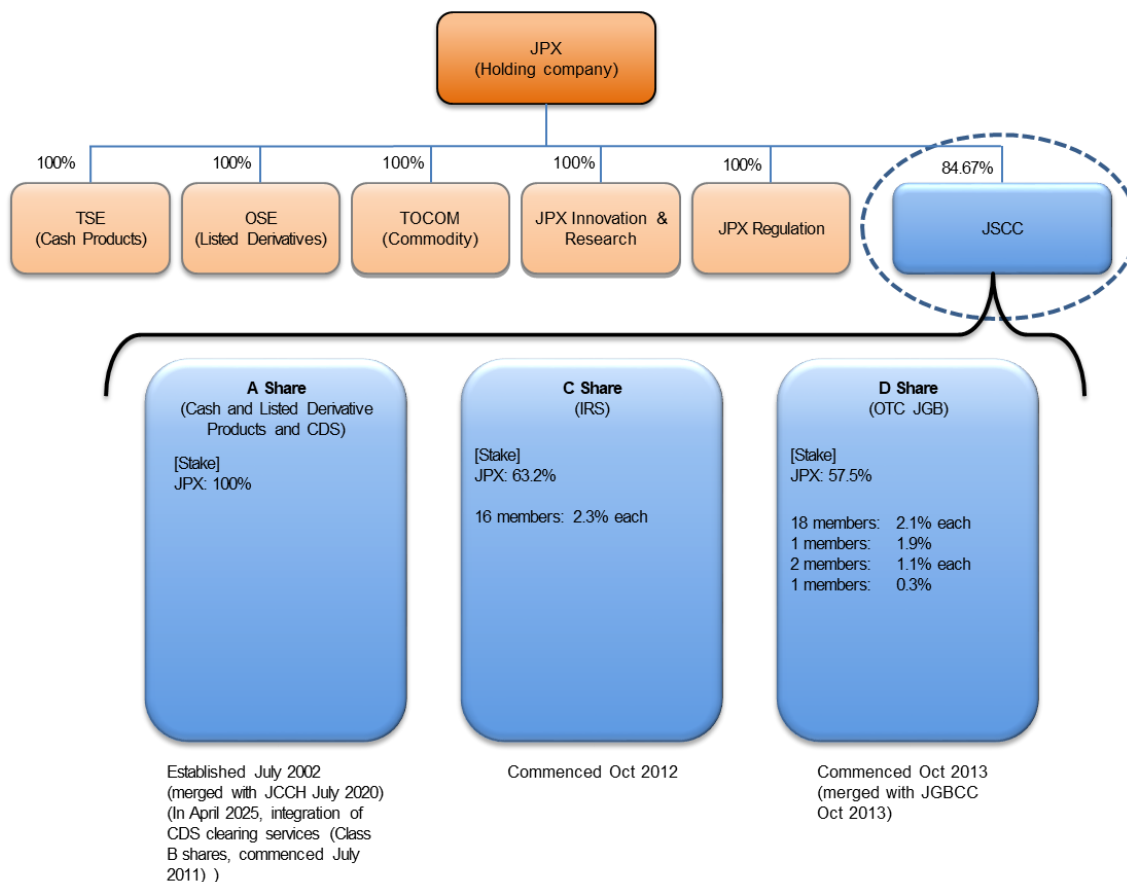 JPX
(Holding company)
100%
100%
100%
100%
100%
84.67%
TSE
(Cash Products)
OSE
(Listed Derivatives)
TOCOM
(Commodity)
JPX Innovation &
Research
JPX Regulation
JSCC
A Share
(Cash and Listed Derivative
Products and CDS)
[Stake]
JPX: 100%
C Share
(IRS)
[Stake]
JPX: 63.2%
16 members: 2.3% each
D Share
(OTC JGB)
[Stake]
JPX: 57.5%
18 members: 2.1% each
1 members: 1.9%
2 members: 1.1% each
1 members: 0.3%
Established July 2002
(merged with JCCH July 2020)
(In April 2025, integration of
CDS clearing services (Class
B shares, commenced July
2011) )
Commenced Oct 2012
Commenced Oct 2013
(merged with JGBCC
Oct 2013)